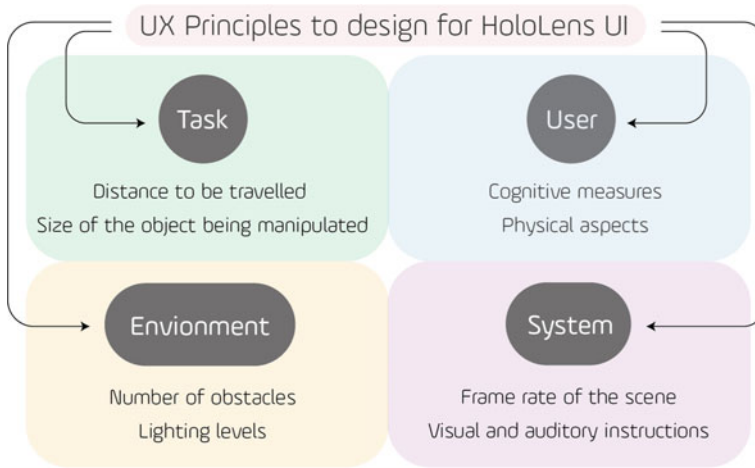 UX Principles to design for HoloLens UI
Task
Distance to be travelled
Size of the object being manipulated
User
Cognitive measures
Physical aspects
Envionment
Number of obstacles
Lighting levels
System
Frame rate of the scene
Visual and auditory instructions